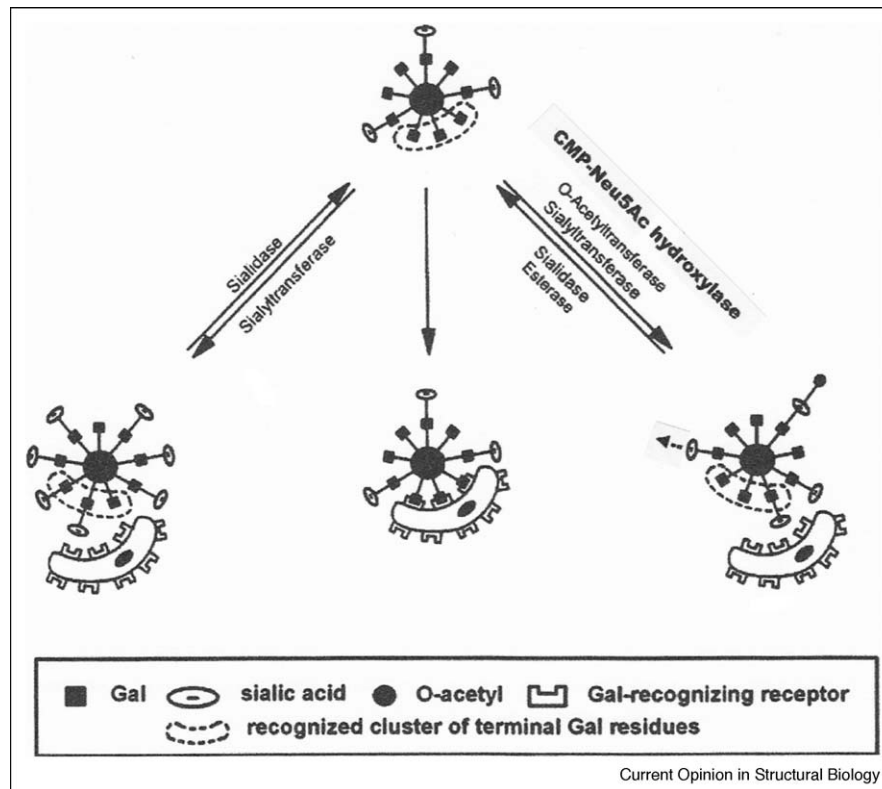 CMP-Neu5Ac hydroxylase
O-Acetyltransferase
Sialyltransferase
Sialidase
Esterase
Sialidase
Sialyltransferase
Gal
sialic acid
O-acetyl
Gal-recognizing receptor
recognized cluster of terminal Gal residues
Current Opinion in Structural Biology